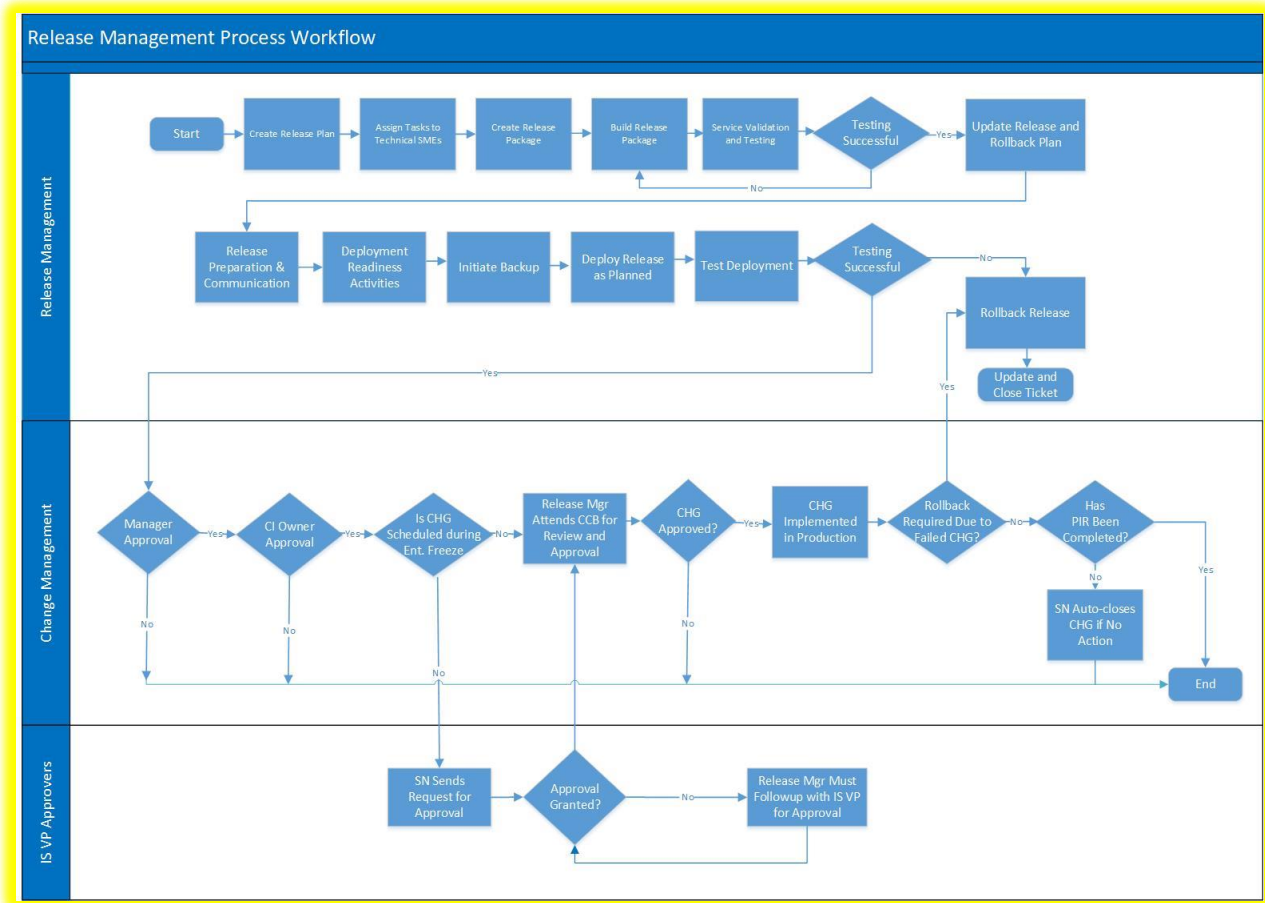 Release Management Process Workflow
Release Management
Start
Create Release Plan
Assign Tasks to
Technical SMEs
Create Release
Package
Build Release
Package
Service Validation
and Testing
Testing
Successful
Yes
Update Release and
Rollback Plan
No
Release
Preparation &
Communication
Deployment
Readiness
Activities
Initiate Backup
Deploy Release
as Planned
Test Deployment
Testing
Successful
No
Rollback Release
Yes
Update and
Close Ticket
Yes
Change Management
Manager
Approval
Yes
CI Owner
Approval
Yes
Is CHG
Scheduled during
Ent. Freeze
No
Release Mgr
Attends CCB for
Review and
Approval
CHG
Approved?
Yes
CHG
Implemented
in Production
Rollback
Required Due to
Failed CHG?
No
Has
PIR Been
Completed?
Yes
No
SN Auto-closes
CHG if No
Action
No
No
No
No
End
IS VP Approvers
SN Sends
Request for
Approval
Approval
Granted?
No
Release Mgr Must
Followup with IS VP
for Approval